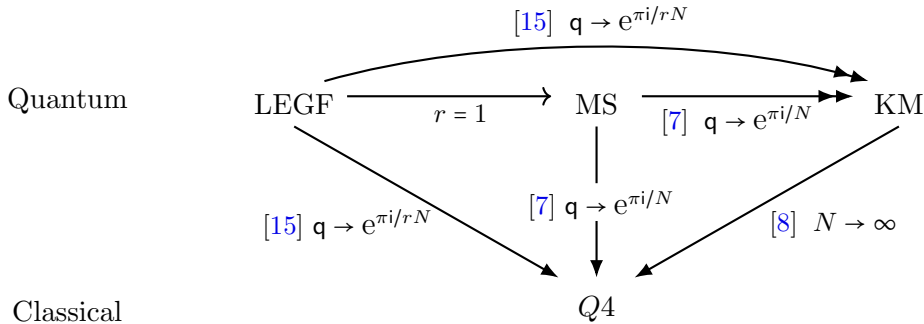 [15] q → e^{πi/rN}
Quantum LEGF MS KM
r = 1 [7] q → e^{πi/N}
[15] q → e^{πi/rN} [7] q → e^{πi/N} [8] N → ∞
Classical Q4